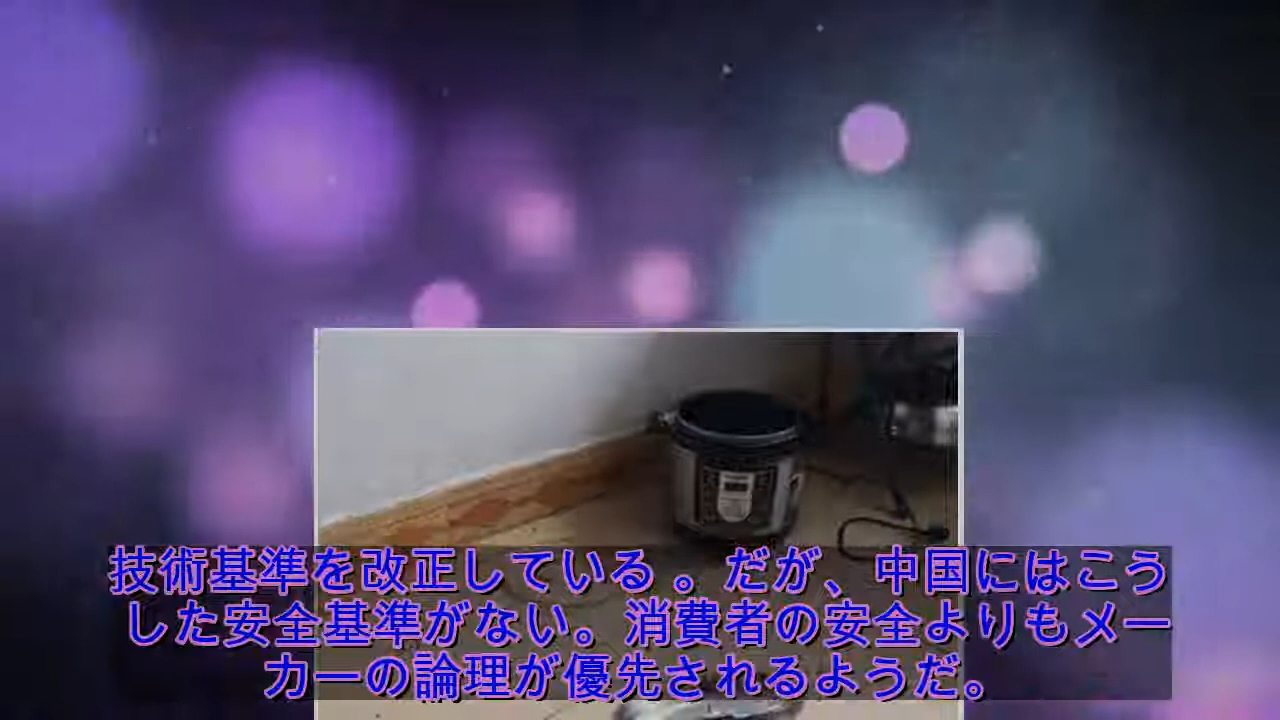 技術基準を改正している 。だが、中国にはこう
した安全基準がない。消費者の安全よりもメー
カーの論理が優先されるようだ。